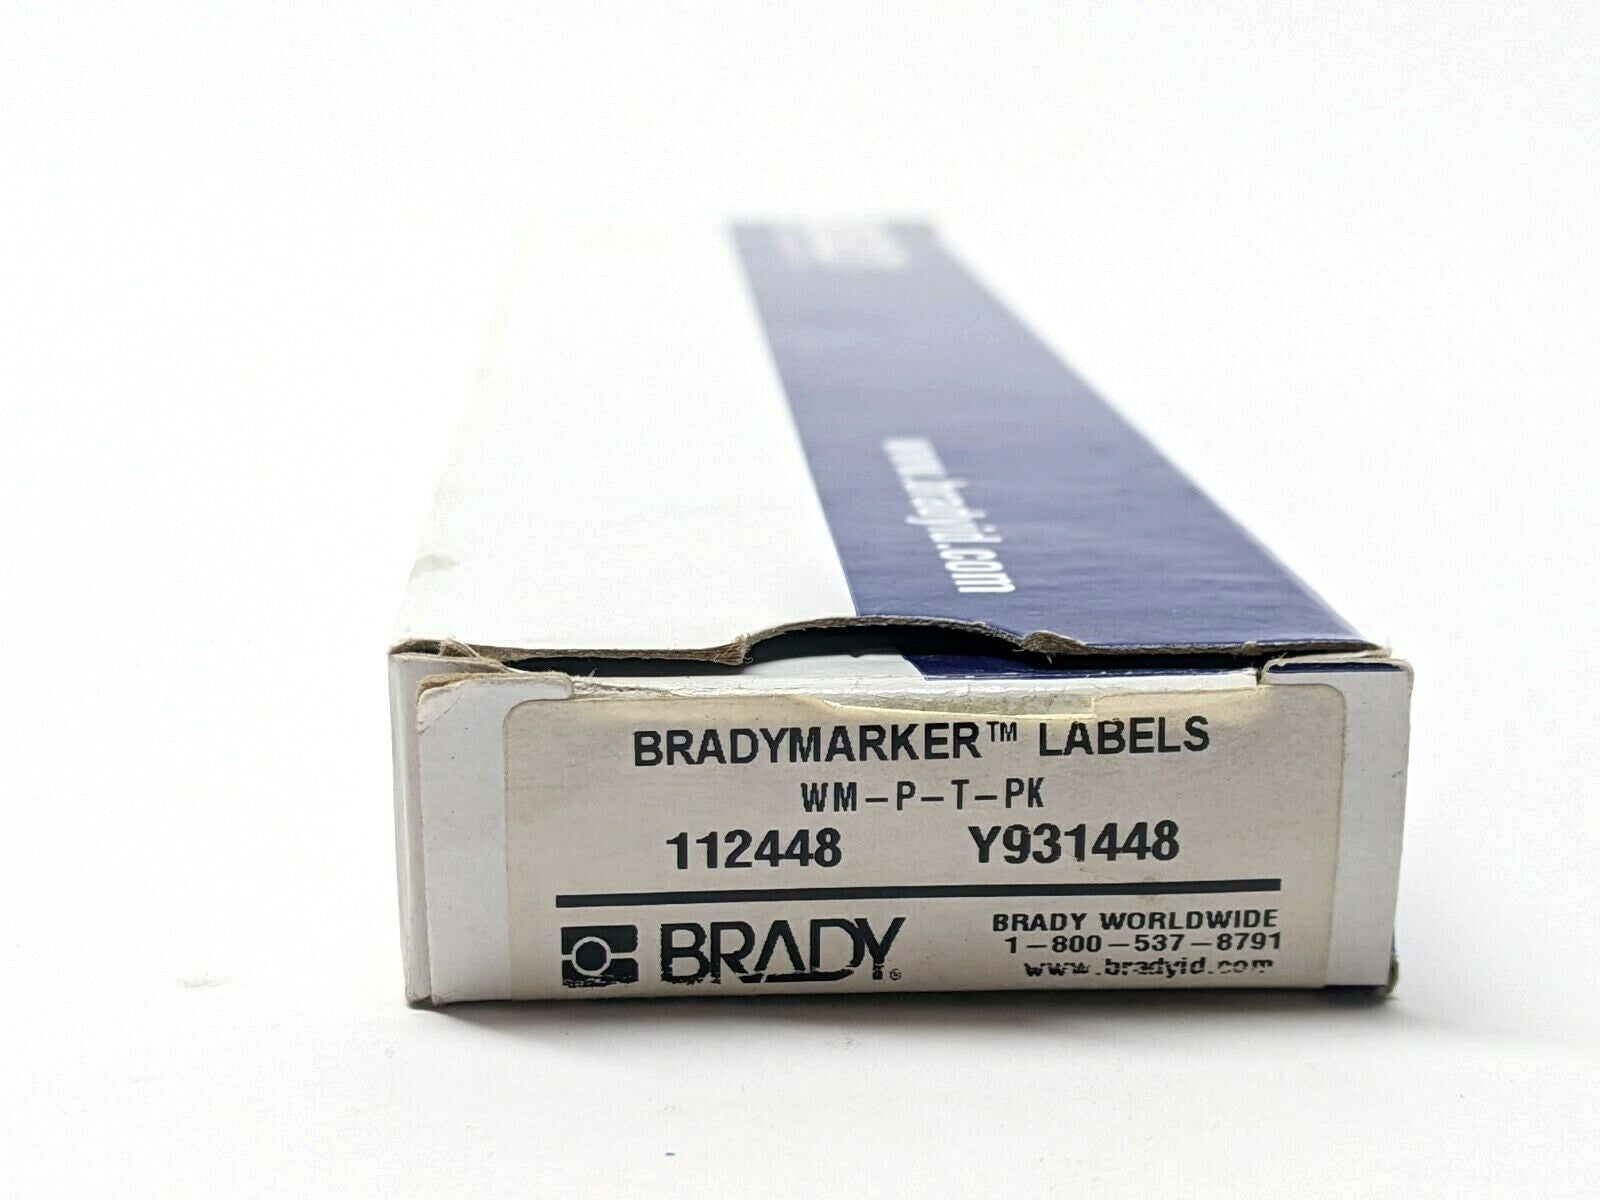 www.bradyid.com
BRADYMARKER™ LABELS
WM-P-T-PK
112448 Y931448
BRADY®
BRADY WORLDWIDE
1-800-537-8791
www.bradyid.com